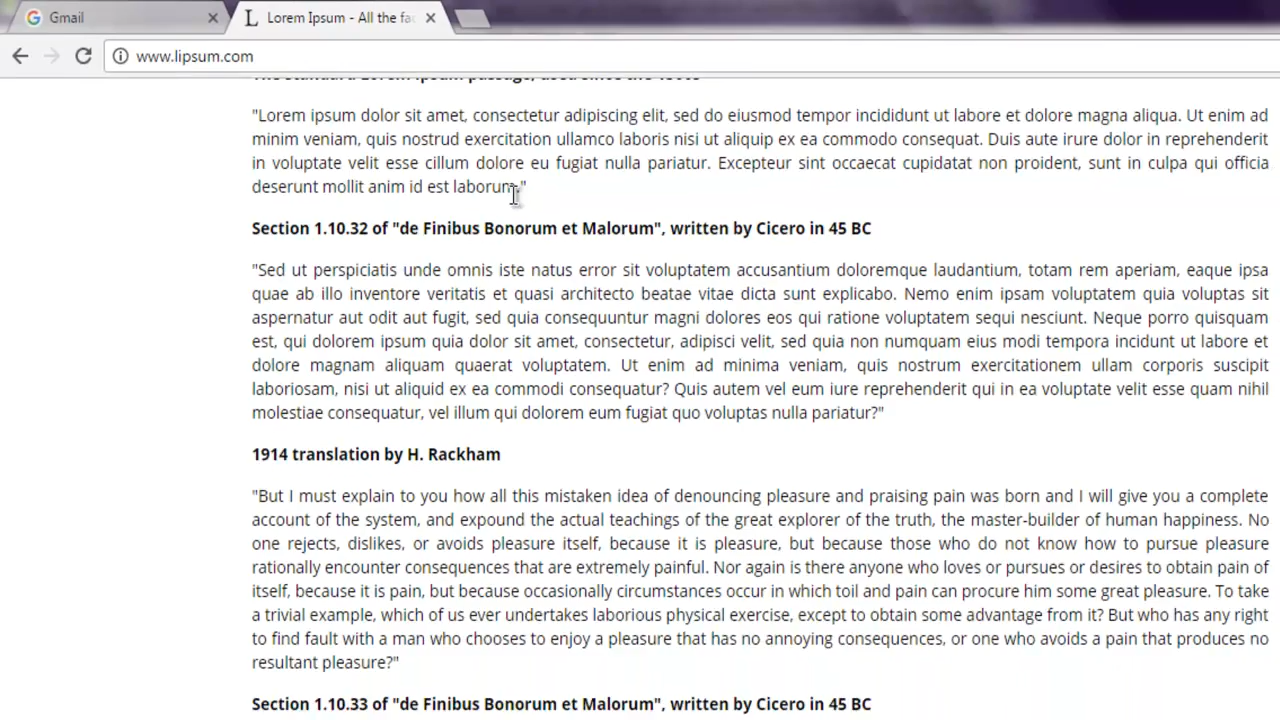 Gmail
Lorem Ipsum - All the fac
www.lipsum.com
The standard Lorem Ipsum passage, used since the 1500s
"Lorem ipsum dolor sit amet, consectetur adipiscing elit, sed do eiusmod tempor incididunt ut labore et dolore magna aliqua. Ut enim ad
minim veniam, quis nostrud exercitation ullamco laboris nisi ut aliquip ex ea commodo consequat. Duis aute irure dolor in reprehenderit
in voluptate velit esse cillum dolore eu fugiat nulla pariatur. Excepteur sint occaecat cupidatat non proident, sunt in culpa qui officia
deserunt mollit anim id est laborum."
Section 1.10.32 of "de Finibus Bonorum et Malorum", written by Cicero in 45 BC
"Sed ut perspiciatis unde omnis iste natus error sit voluptatem accusantium doloremque laudantium, totam rem aperiam, eaque ipsa
quae ab illo inventore veritatis et quasi architecto beatae vitae dicta sunt explicabo. Nemo enim ipsam voluptatem quia voluptas sit
aspernatur aut odit aut fugit, sed quia consequuntur magni dolores eos qui ratione voluptatem sequi nesciunt. Neque porro quisquam
est, qui dolorem ipsum quia dolor sit amet, consectetur, adipisci velit, sed quia non numquam eius modi tempora incidunt ut labore et
dolore magnam aliquam quaerat voluptatem. Ut enim ad minima veniam, quis nostrum exercitationem ullam corporis suscipit
laboriosam, nisi ut aliquid ex ea commodi consequatur? Quis autem vel eum iure reprehenderit qui in ea voluptate velit esse quam nihil
molestiae consequatur, vel illum qui dolorem eum fugiat quo voluptas nulla pariatur?"
1914 translation by H. Rackham
"But I must explain to you how all this mistaken idea of denouncing pleasure and praising pain was born and I will give you a complete
account of the system, and expound the actual teachings of the great explorer of the truth, the master-builder of human happiness. No
one rejects, dislikes, or avoids pleasure itself, because it is pleasure, but because those who do not know how to pursue pleasure
rationally encounter consequences that are extremely painful. Nor again is there anyone who loves or pursues or desires to obtain pain of
itself, because it is pain, but because occasionally circumstances occur in which toil and pain can procure him some great pleasure. To take
a trivial example, which of us ever undertakes laborious physical exercise, except to obtain some advantage from it? But who has any right
to find fault with a man who chooses to enjoy a pleasure that has no annoying consequences, or one who avoids a pain that produces no
resultant pleasure?"
Section 1.10.33 of "de Finibus Bonorum et Malorum", written by Cicero in 45 BC